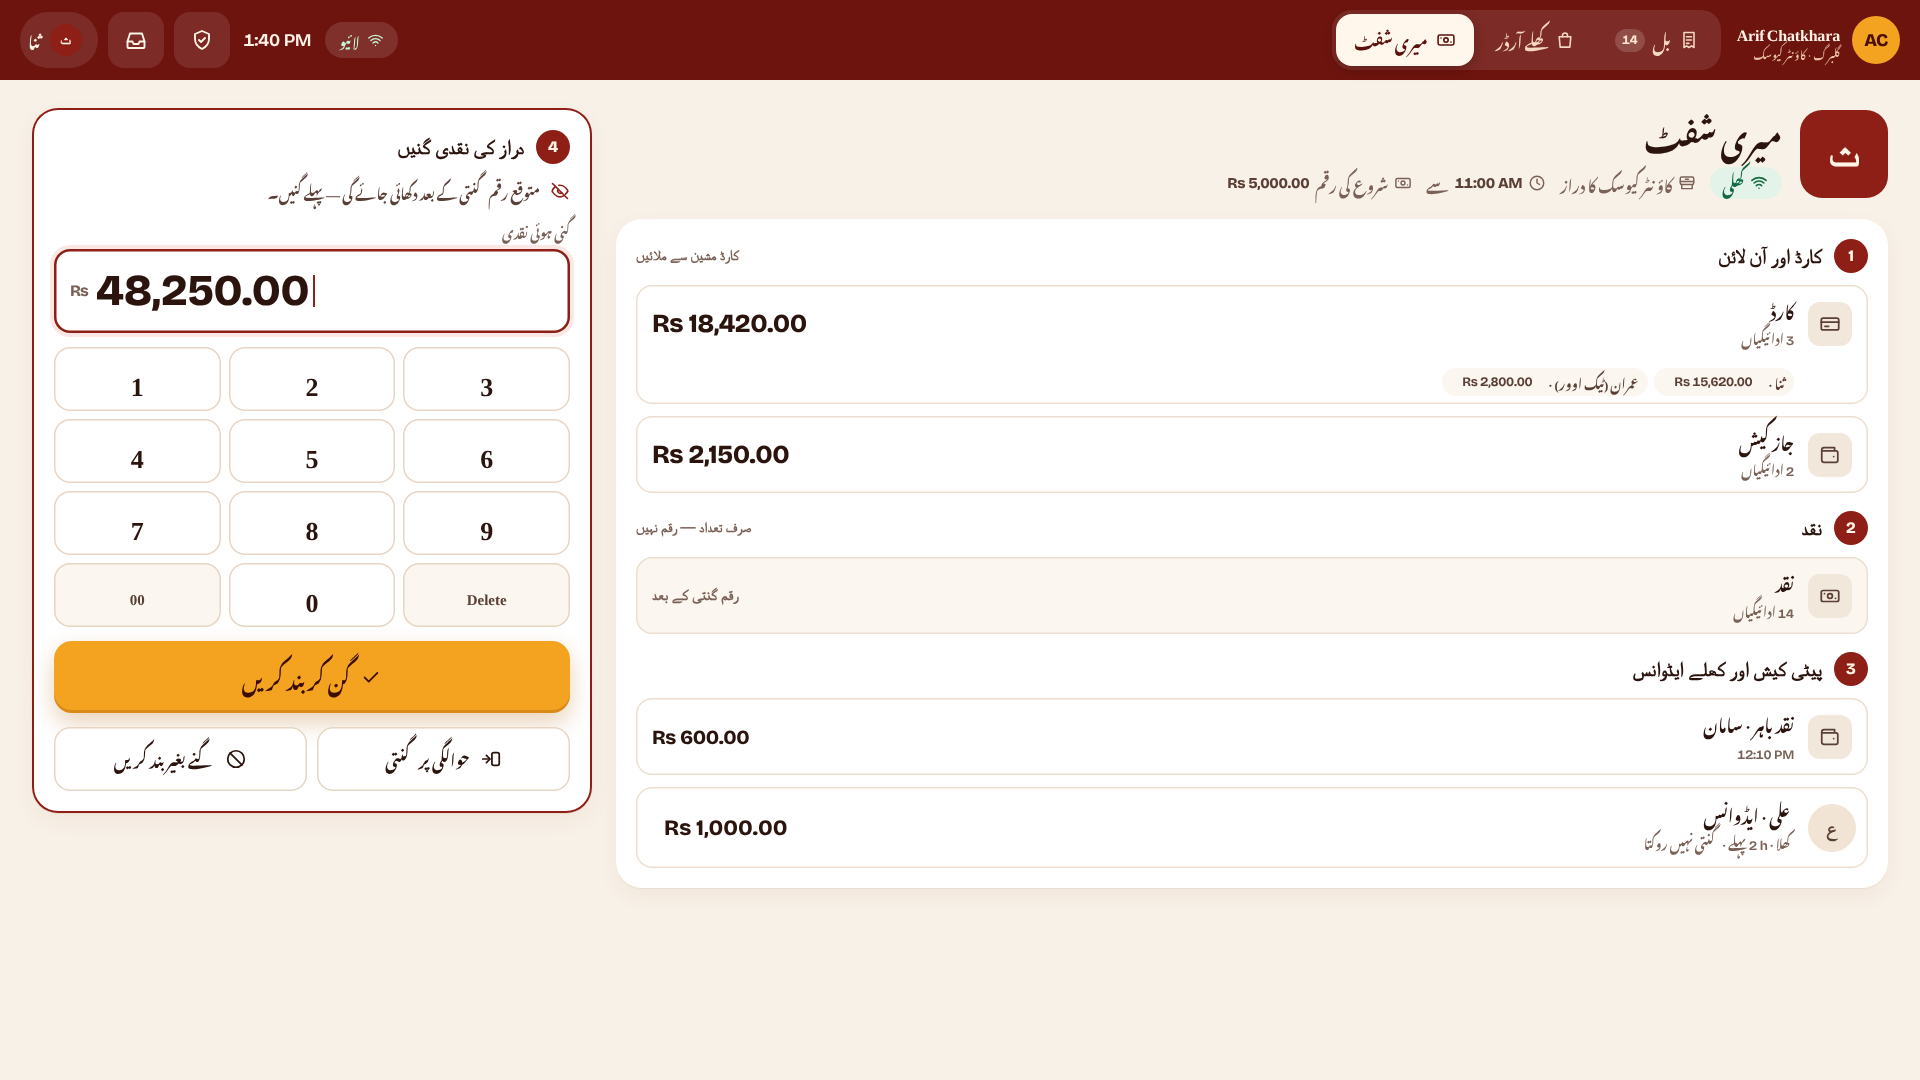 AC
Arif Chatkhara
گلبرگ · کاؤنٹر کیوسک
بل 14
کھلے آرڈر
میری شفٹ
لائیو
1:40 PM
ث ثنا
ث
میری شفٹ
کھلی
کاؤنٹر کیوسک کا دراز
11:00 AM سے
شروع کی رقم Rs 5,000.00
1 کارڈ اور آن لائن
کارڈ مشین سے ملائیں
کارڈ
3 ادائیگیاں
Rs 18,420.00
ثنا · Rs 15,620.00
عمران (ٹیک اوور) · Rs 2,800.00
جاز کیش
2 ادائیگیاں
Rs 2,150.00
2 نقد
صرف تعداد — رقم نہیں
نقد
14 ادائیگیاں
رقم گنتی کے بعد
3 پیٹی کیش اور کھلے ایڈوانس
نقد باہر · سامان
12:10 PM
Rs 600.00
ع
علی · ایڈوانس
کھلا · 2 h پہلے · گنتی نہیں روکتا
Rs 1,000.00
4 دراز کی نقدی گنیں
متوقع رقم گنتی کے بعد دکھائی جائے گی — پہلے گنیں۔
گنی ہوئی نقدی
Rs 48,250.00
1 2 3
4 5 6
7 8 9
00 0 Delete
گن کر بند کریں
حوالگی پر گنتی
گنے بغیر بند کریں